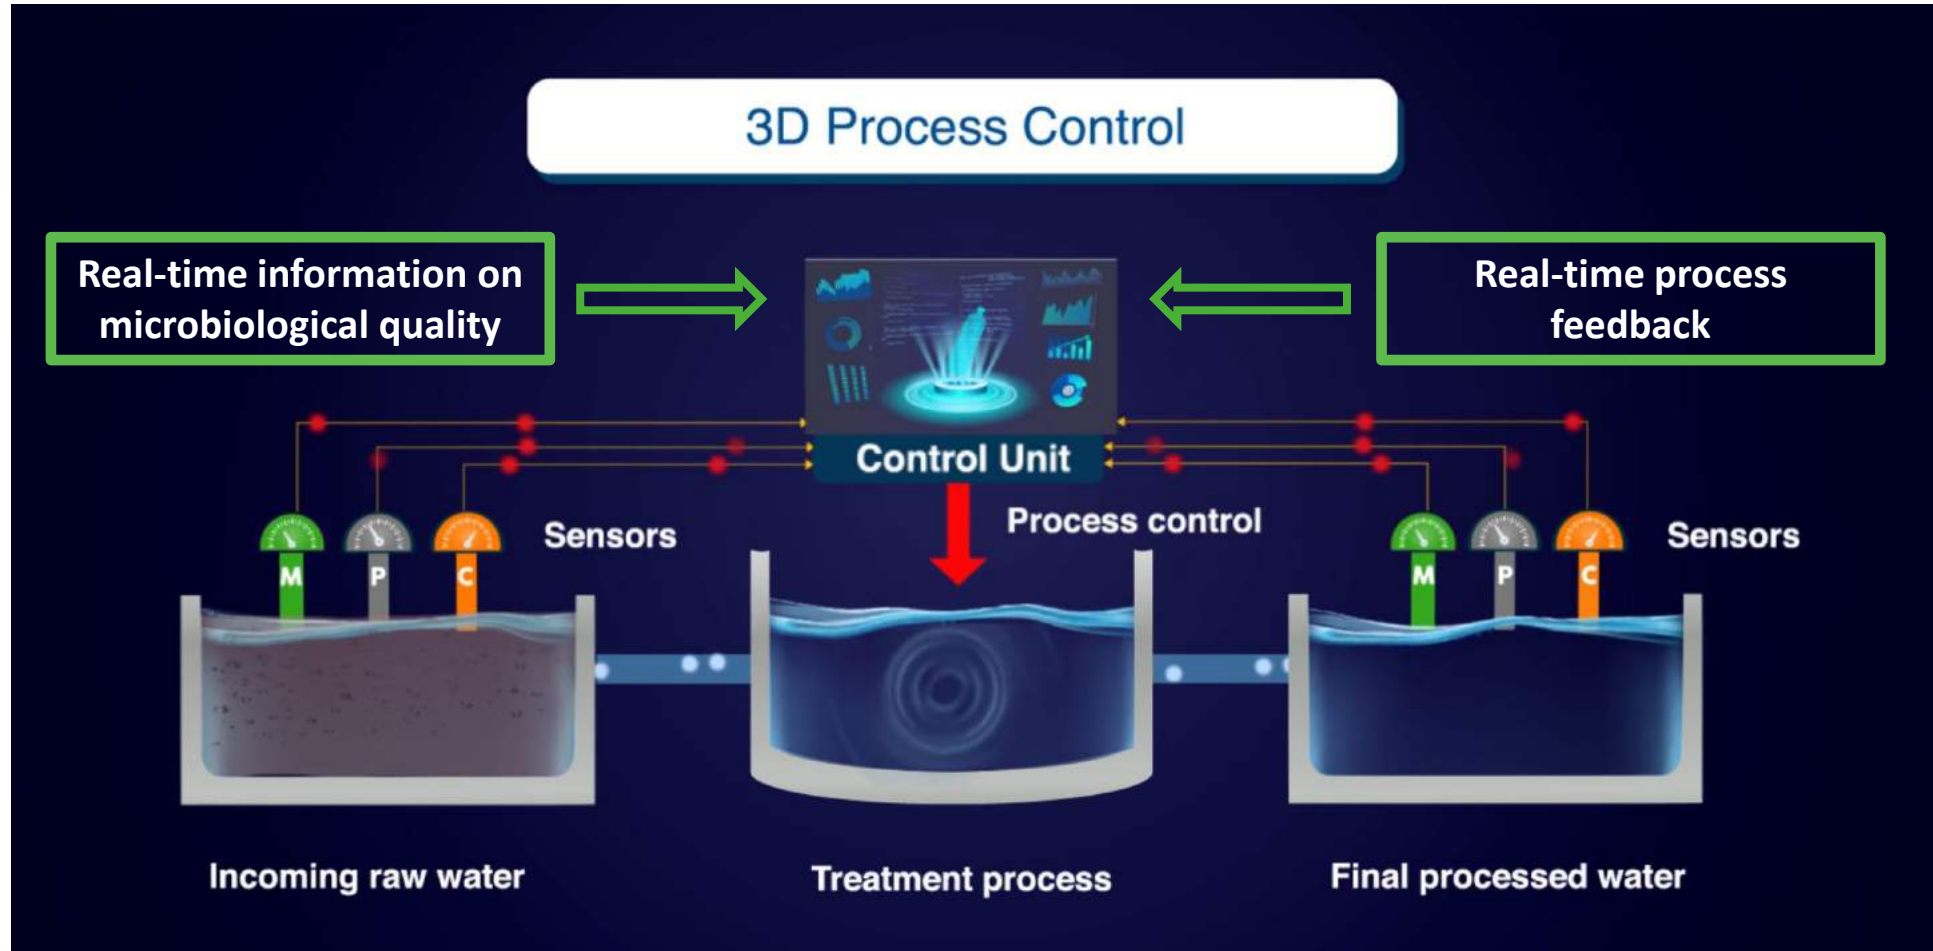 3D Process Control
Real-time information on
microbiological quality
Real-time process
feedback
Control Unit
Process control
Sensors
Sensors
M
P
C
M
P
C
Incoming raw water
Treatment process
Final processed water